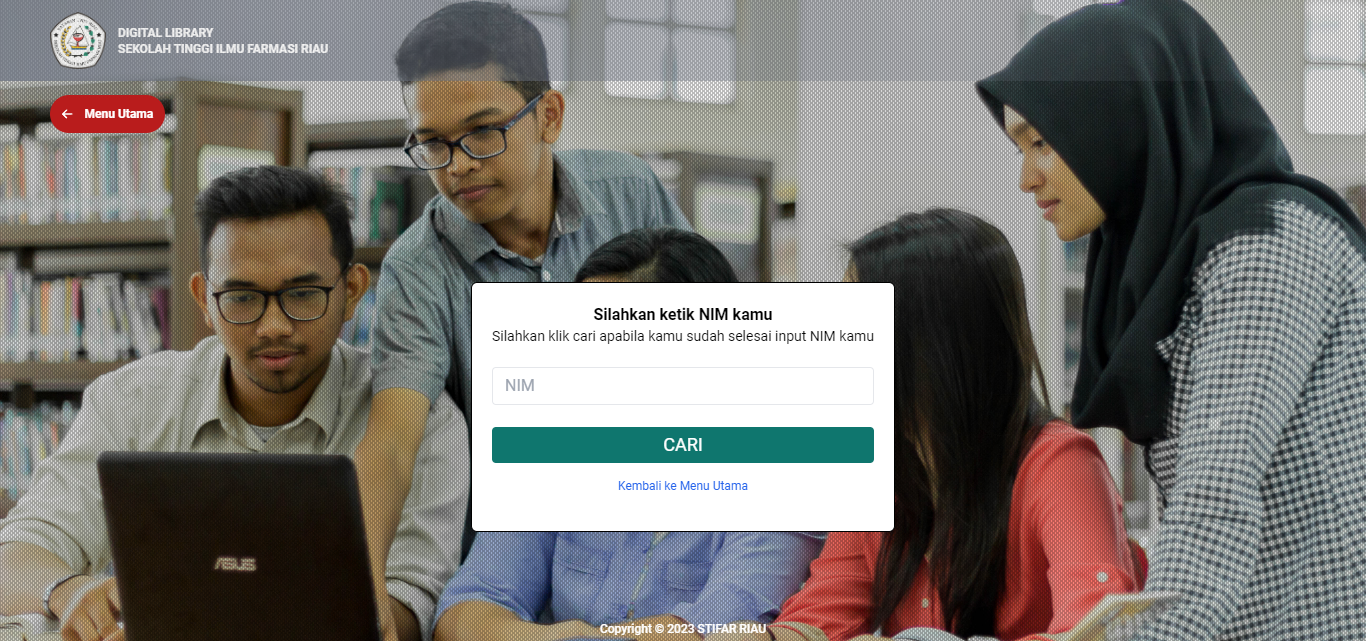 DIGITAL LIBRARY
SEKOLAH TINGGI ILMU FARMASI RIAU
Menu Utama
Silahkan ketik NIM kamu
Silahkan klik cari apabila kamu sudah selesai input NIM kamu
NIM
CARI
Kembali ke Menu Utama
ASUS
Copyright © 2023 STIFAR RIAU